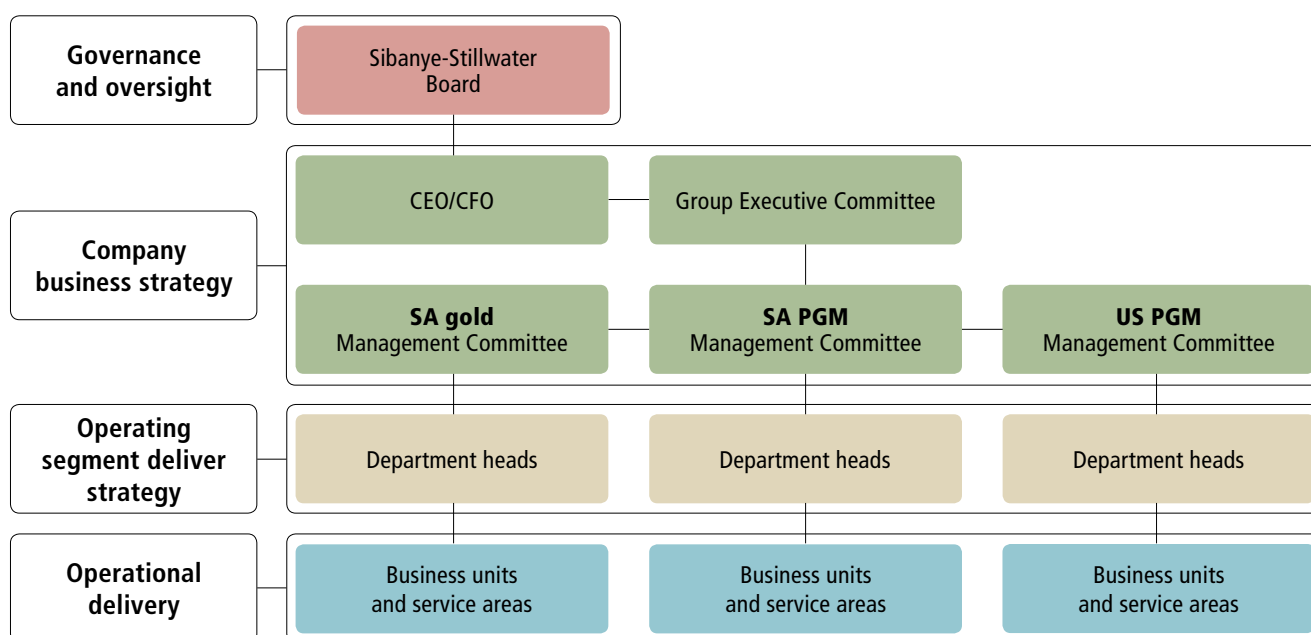 Governance
and oversight
Sibanye-Stillwater
Board
Company
business strategy
CEO/CFO
Group Executive Committee
SA gold
Management Committee
SA PGM
Management Committee
US PGM
Management Committee
Operating
segment deliver
strategy
Department heads
Department heads
Department heads
Operational
delivery
Business units
and service areas
Business units
and service areas
Business units
and service areas